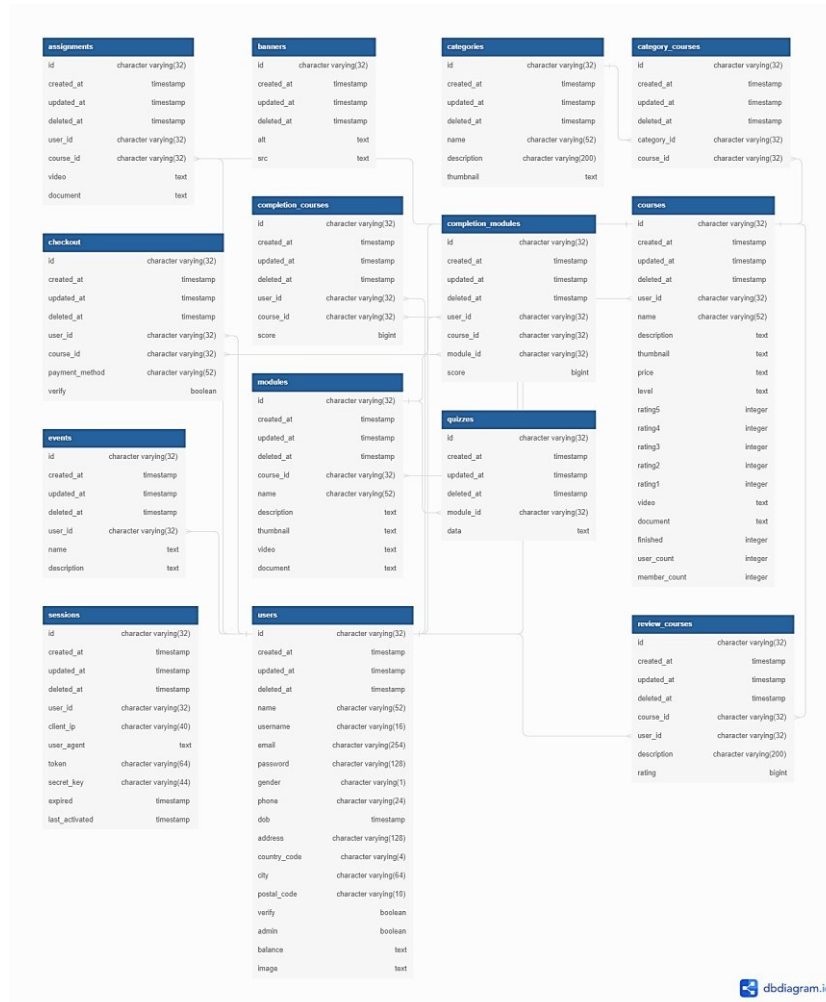 assignments
id character varying(32)
created_at timestamp
updated_at timestamp
deleted_at timestamp
user_id character varying(32)
course_id character varying(32)
video text
document text
banners
id character varying(32)
created_at timestamp
updated_at timestamp
deleted_at timestamp
alt text
src text
categories
id character varying(32)
created_at timestamp
updated_at timestamp
deleted_at timestamp
name character varying(52)
description character varying(200)
thumbnail text
category_courses
id character varying(32)
created_at timestamp
updated_at timestamp
deleted_at timestamp
category_id character varying(32)
course_id character varying(32)
checkout
id character varying(32)
created_at timestamp
updated_at timestamp
deleted_at timestamp
user_id character varying(32)
course_id character varying(32)
payment_method character varying(52)
verify boolean
completion_courses
id character varying(32)
created_at timestamp
updated_at timestamp
deleted_at timestamp
user_id character varying(32)
course_id character varying(32)
score bigint
completion_modules
id character varying(32)
created_at timestamp
updated_at timestamp
deleted_at timestamp
user_id character varying(32)
course_id character varying(32)
module_id character varying(32)
score bigint
courses
id character varying(32)
created_at timestamp
updated_at timestamp
deleted_at timestamp
user_id character varying(32)
name character varying(52)
description text
thumbnail text
price text
level text
rating5 integer
rating4 integer
rating3 integer
rating2 integer
rating1 integer
video text
document text
finished integer
user_count integer
member_count integer
events
id character varying(32)
created_at timestamp
updated_at timestamp
deleted_at timestamp
user_id character varying(32)
name text
description text
modules
id character varying(32)
created_at timestamp
updated_at timestamp
deleted_at timestamp
course_id character varying(32)
name character varying(52)
description text
thumbnail text
video text
document text
quizzes
id character varying(32)
created_at timestamp
updated_at timestamp
deleted_at timestamp
module_id character varying(32)
data text
sessions
id character varying(32)
created_at timestamp
updated_at timestamp
deleted_at timestamp
user_id character varying(32)
client_ip character varying(40)
user_agent text
token character varying(64)
secret_key character varying(44)
expired timestamp
last_activated timestamp
users
id character varying(32)
created_at timestamp
updated_at timestamp
deleted_at timestamp
name character varying(52)
username character varying(16)
email character varying(254)
password character varying(128)
gender character varying(1)
phone character varying(24)
dob timestamp
address character varying(128)
country_code character varying(4)
city character varying(64)
postal_code character varying(10)
verify boolean
admin boolean
balance text
image text
review_courses
id character varying(32)
created_at timestamp
updated_at timestamp
deleted_at timestamp
course_id character varying(32)
user_id character varying(32)
description character varying(200)
rating bigint
dbdiagram.i